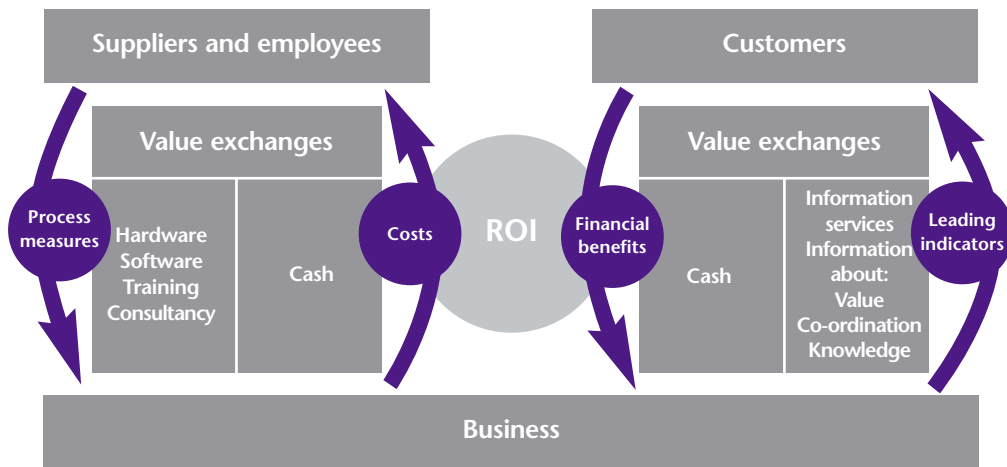 Suppliers and employees
Customers
Value exchanges
Value exchanges
Process
measures
Hardware
Software
Training
Consultancy
Cash
Costs
ROI
Financial
benefits
Cash
Information
services
Information
about:
Value
Co-ordination
Knowledge
Leading
indicators
Business